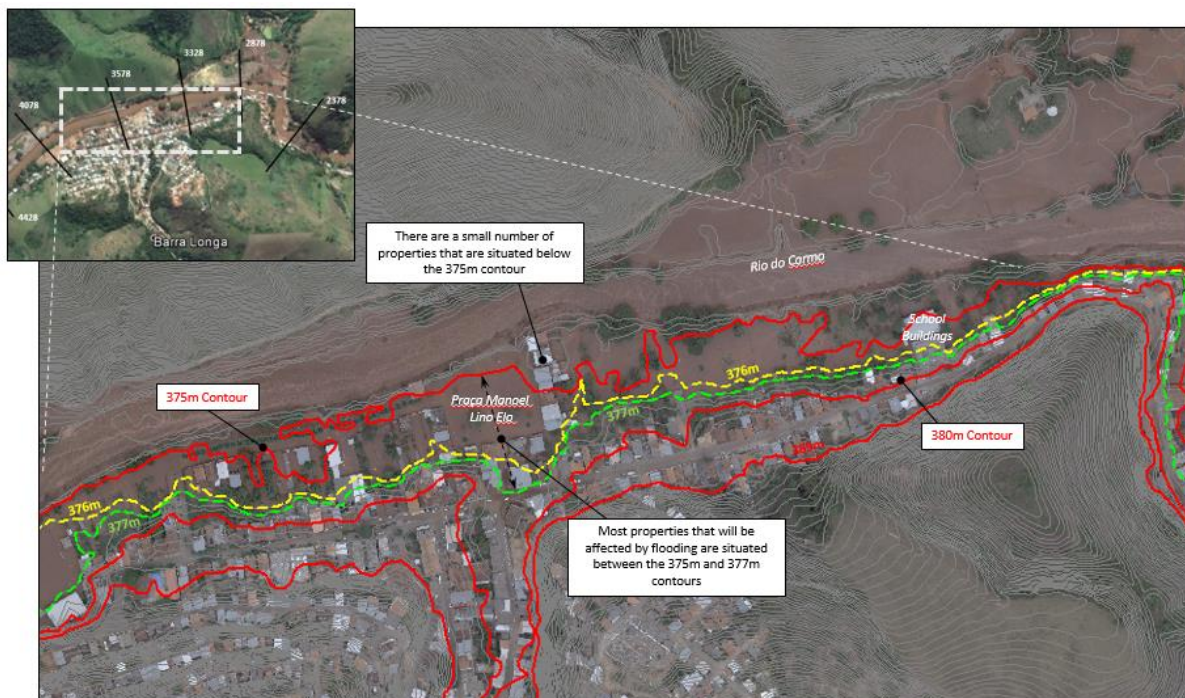 2878
3328
3578
4078
2378
4428
Barra Longa
There are a small number of
properties that are situated below
the 375m contour
Rio do Carmo
School
Buildings
376m
375m Contour
Praça Manoel
Lino Elo
377m
380m Contour
376m
377m
Most properties that will be
affected by flooding are situated
between the 375m and 377m
contours